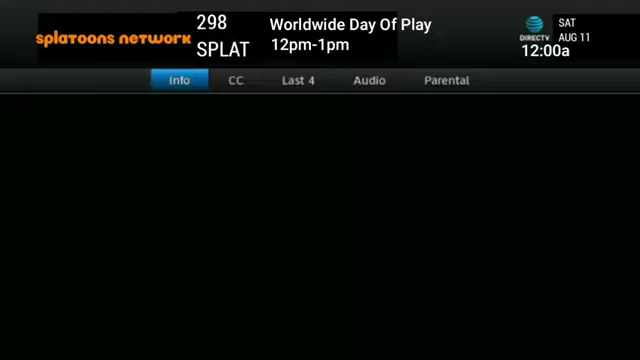 splatoons network
298
SPLAT
Worldwide Day Of Play
12pm-1pm
DIRECTV
SAT
AUG 11
12:00a
Info CC Last 4 Audio Parental